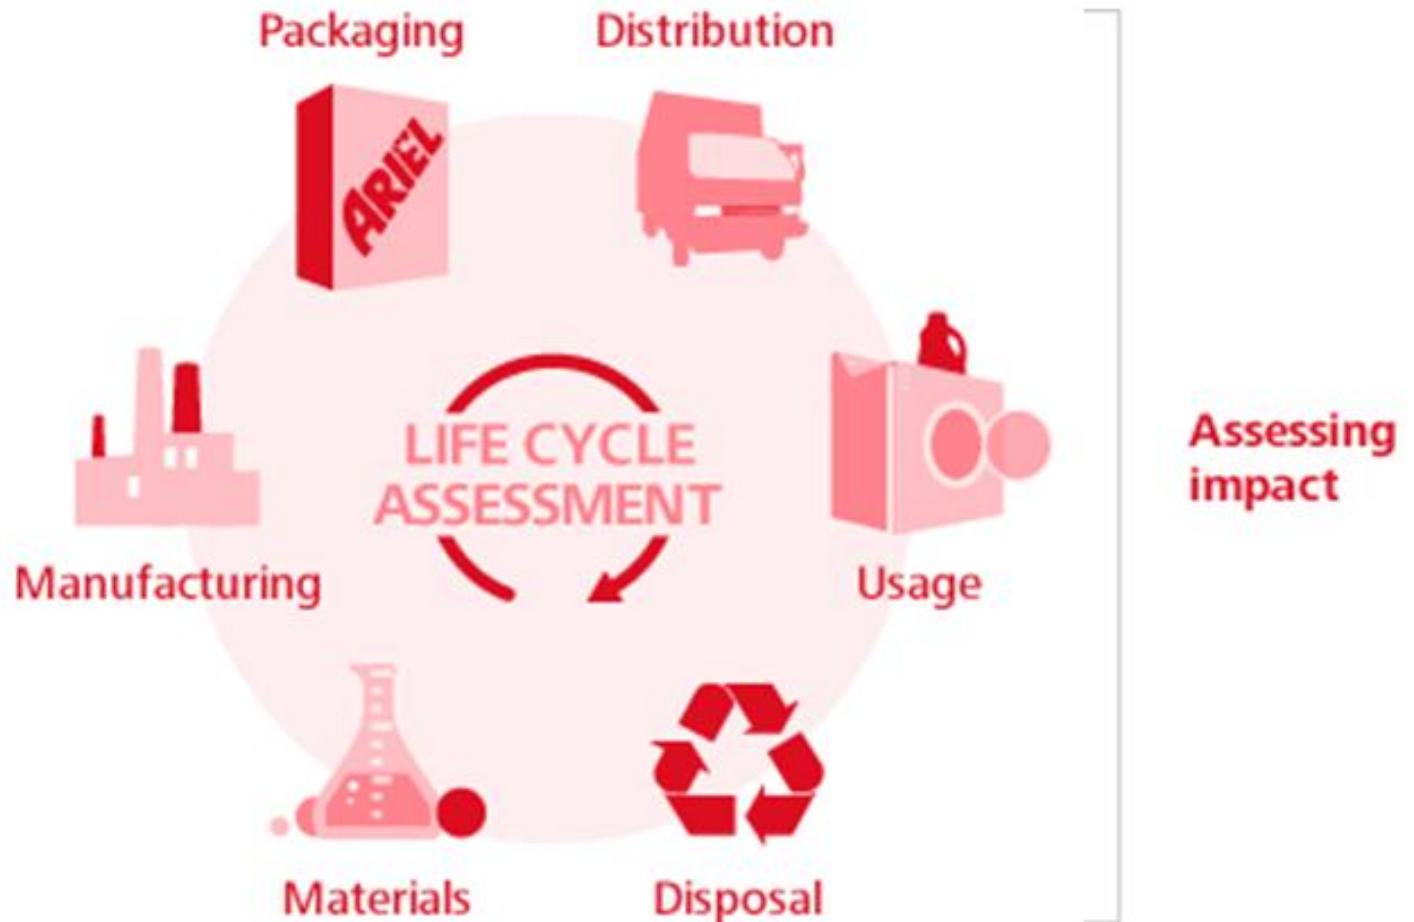 Packaging
Distribution
ARIEL
LIFE CYCLE
ASSESSMENT
Assessing
impact
Manufacturing
Usage
Materials
Disposal